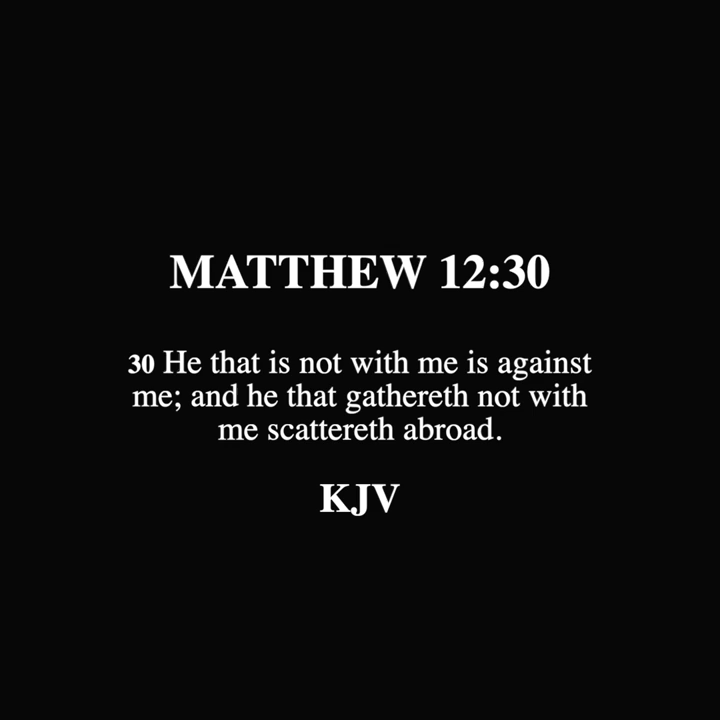 MATTHEW 12:30
30 He that is not with me is against
me; and he that gathereth not with
me scattereth abroad.
KJV